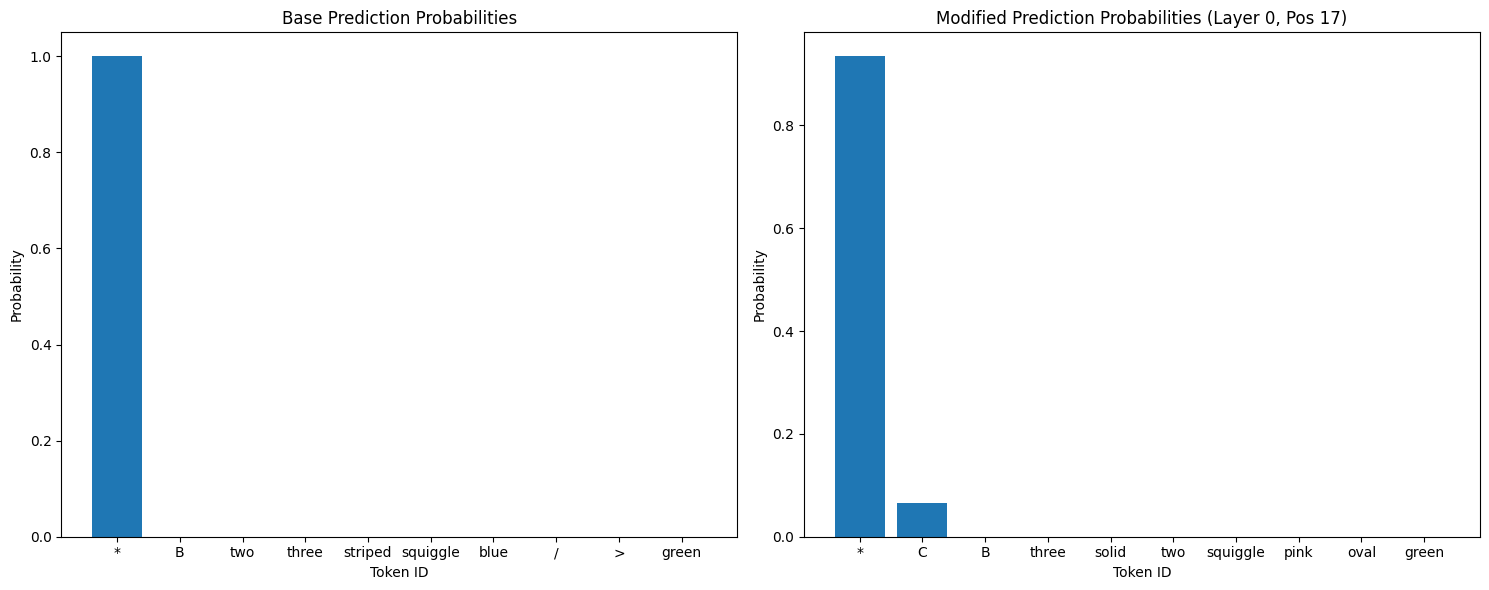 Base Prediction Probabilities
1.0
0.8
0.6
0.4
0.2
0.0
Probability
* B two three striped squiggle blue / > green
Token ID
Modified Prediction Probabilities (Layer 0, Pos 17)
0.8
0.6
0.4
0.2
0.0
Probability
* C B three solid two squiggle pink oval green
Token ID